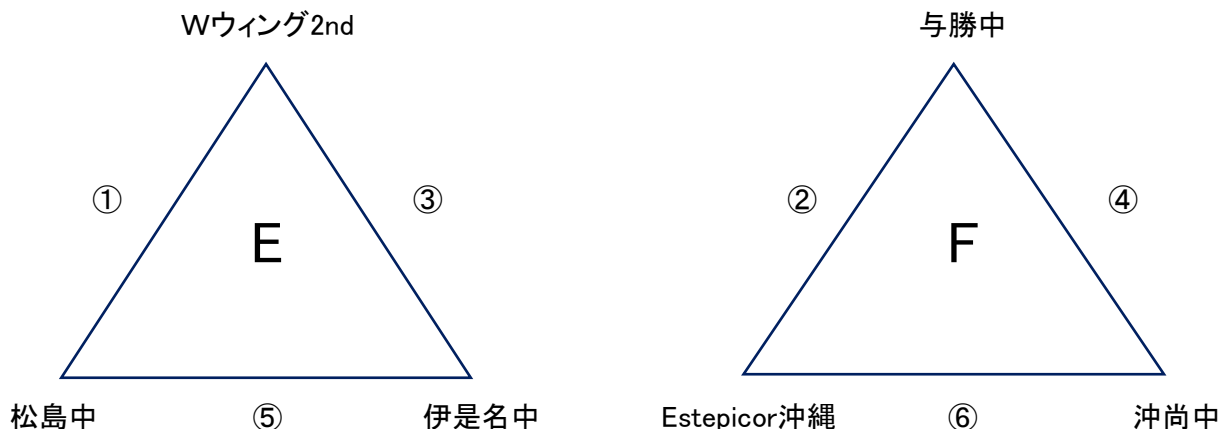 Wウィング2nd
与勝中
①
③
②
④
E
F
松島中
⑤
伊是名中
Estepicor沖縄
⑥
沖尚中